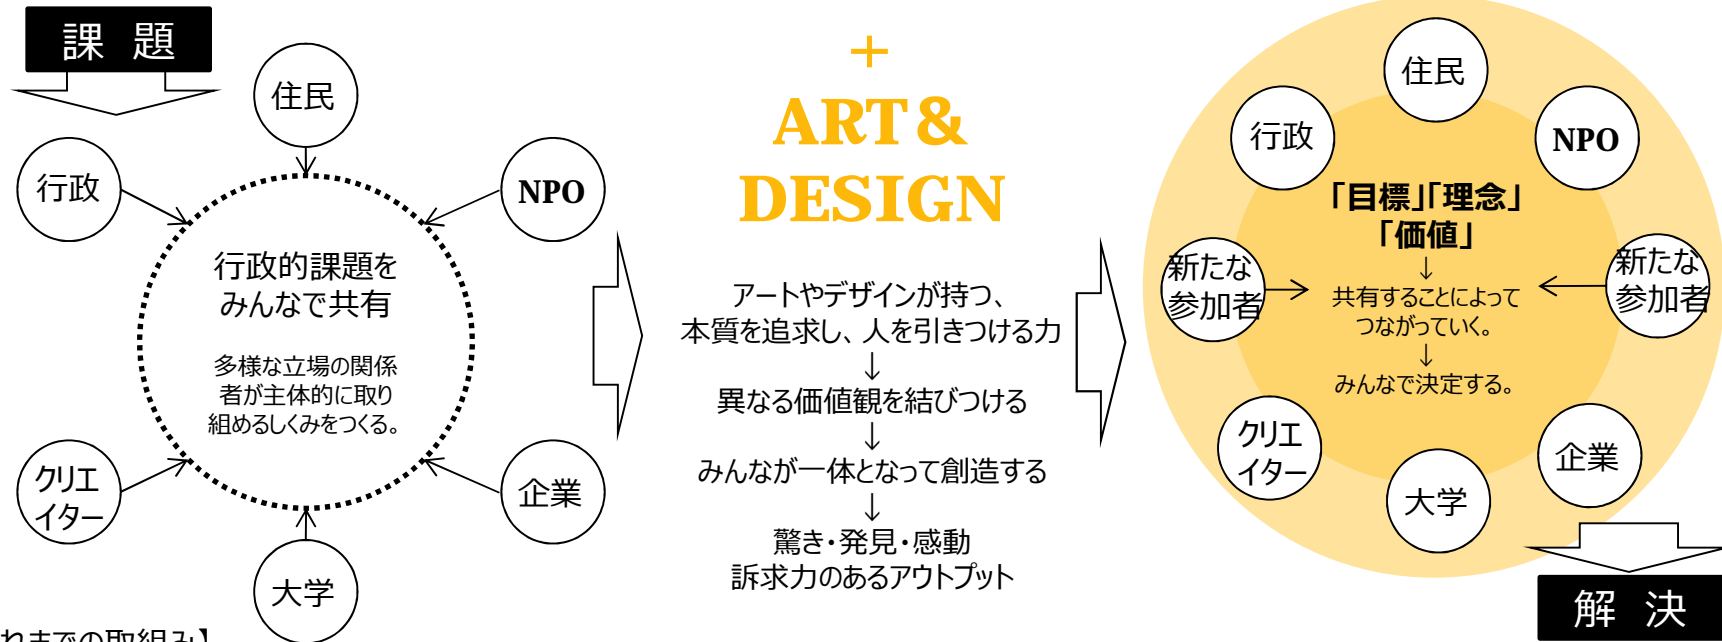 課 題
住民
行政
NPO
行政的課題を
みんなで共有
多様な立場の関係
者が主体的に取り
組めるしくみをつくる。
クリエ
イター
企業
大学
+
ART&
DESIGN
アートやデザインが持つ、
本質を追求し、人を引きつける力
↓
異なる価値観を結びつける
↓
みんなが一体となって創造する
↓
驚き・発見・感動
訴求力のあるアウトプット
住民
行政
NPO
「目標」「理念」
「価値」
↓
共有することによって
つながっていく。
↓
みんなで決定する。
新たな
参加者
新たな
参加者
クリエ
イター
企業
大学
解 決
れまでの取組み】